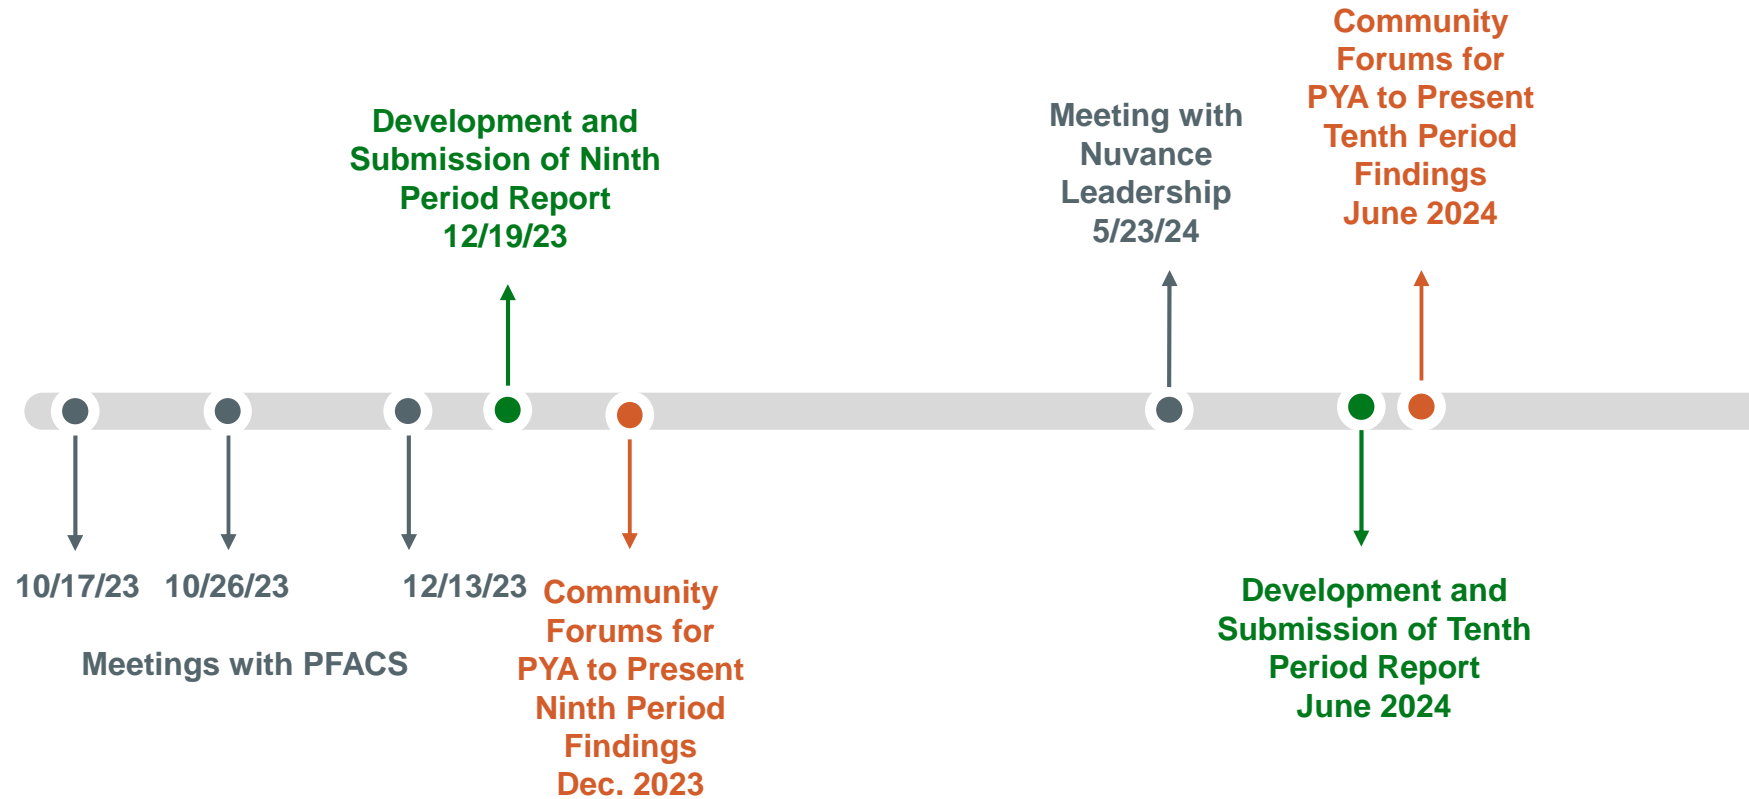 Development and
Submission of Ninth
Period Report
12/19/23
Meeting with
Nuvance
Leadership
5/23/24
Community
Forums for
PYA to Present
Tenth Period
Findings
June 2024
10/17/23
10/26/23
12/13/23
Meetings with PFACS
Community
Forums for
PYA to Present
Ninth Period
Findings
Dec. 2023
Development and
Submission of Tenth
Period Report
June 2024